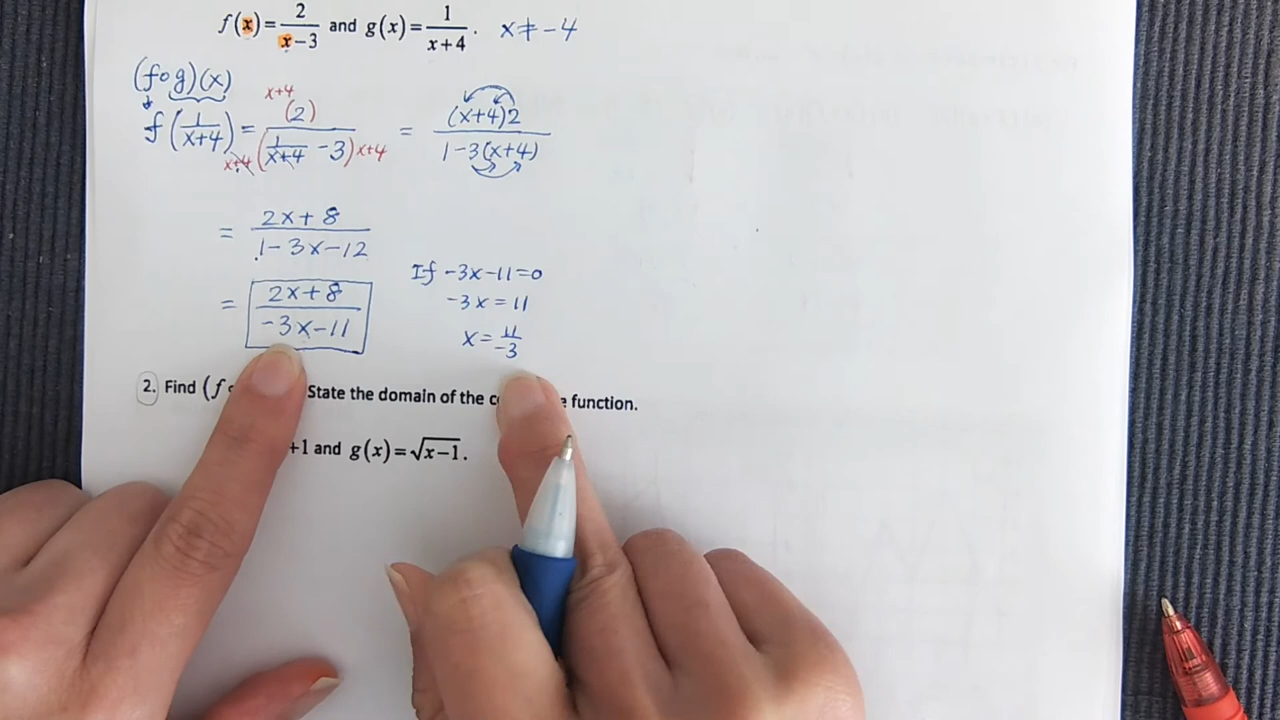 f(x)=2/x−3 and g(x)=1/x+4. x≠−4
(f∘g)(x)
x+4
f(1/x+4) = (2)/x+4(1/x+4 −3)x+4 = (x+4)2/1−3(x+4)
= 2x+8/1−3x−12
= 2x+8/−3x−11
If −3x−11=0
−3x = 11
x = 11/−3
2. Find (f State the domain of the function.
+1 and g(x)=√x−1.